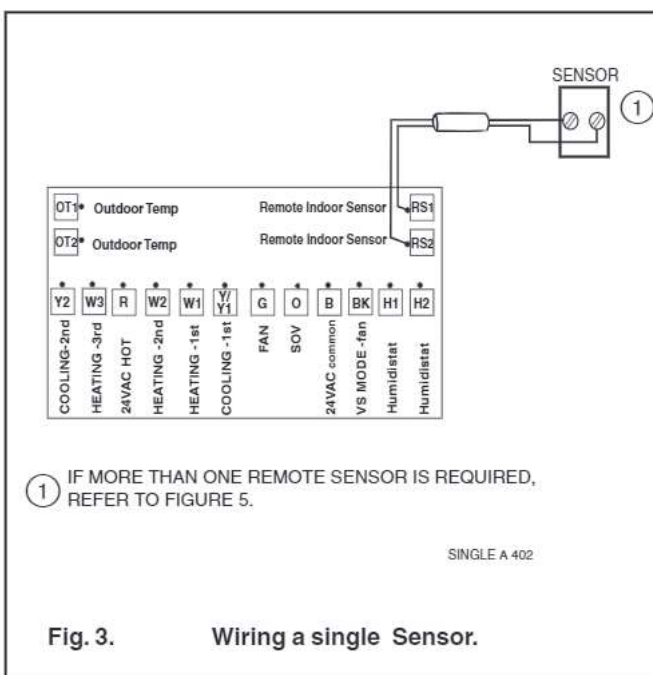 SENSOR
1
OT1 Outdoor Temp Remote Indoor Sensor RS1
OT2 Outdoor Temp Remote Indoor Sensor RS2
Y2 W3 R W2 W1 Y/Y1 G O B BK H1 H2
COOLING-2nd
HEATING -3rd
24VAC HOT
HEATING -2nd
HEATING -1st
COOLING -1st
FAN
SOV
24VAC common
VS MODE -fan
Humidistat
Humidistat
1 IF MORE THAN ONE REMOTE SENSOR IS REQUIRED,
REFER TO FIGURE 5.
SINGLE A 402
Fig. 3. Wiring a single Sensor.